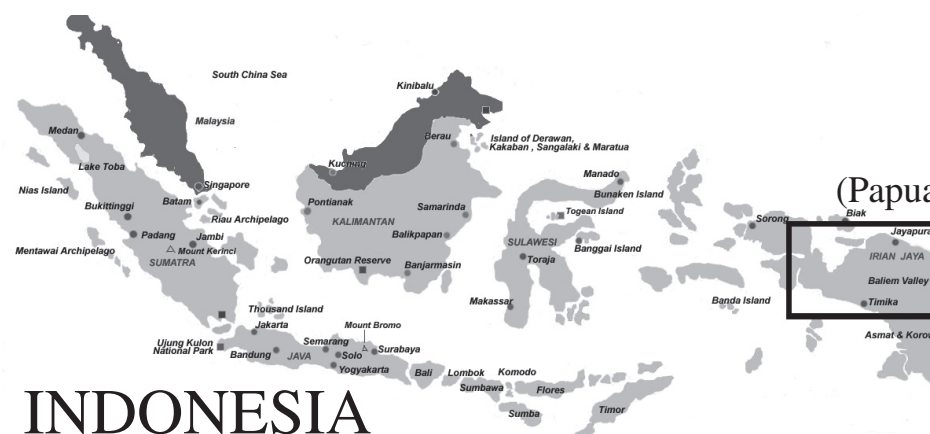 South China Sea
Kinibalu
Malaysia
Medan
Berau
Island of Derawan,
Kakaban , Sangalaki & Maratua
Lake Toba
Kuching
Manado
Singapore
Nias Island
Bunaken Island
(Papua
Batam
Pontianak
Samarinda
Togean Island
Biak
Bukittinggi
Riau Archipelago
KALIMANTAN
Sorong
Jayapura
Padang
Jambi
Balikpapan
SULAWESI
Banggai Island
Mentawai Archipelago
Mount Kerinci
IRIAN JAYA
SUMATRA
Orangutan Reserve
Banjarmasin
Toraja
Baliem Valley
Makassar
Banda Island
Timika
Thousand Island
Jakarta
Mount Bromo
Asmat & Korow
Ujung Kulon
National Park
Semarang
Bandung
JAVA
Solo
Surabaya
Yogyakarta
Bali
Lombok
Komodo
Sumbawa
Flores
INDONESIA
Sumba
Timor